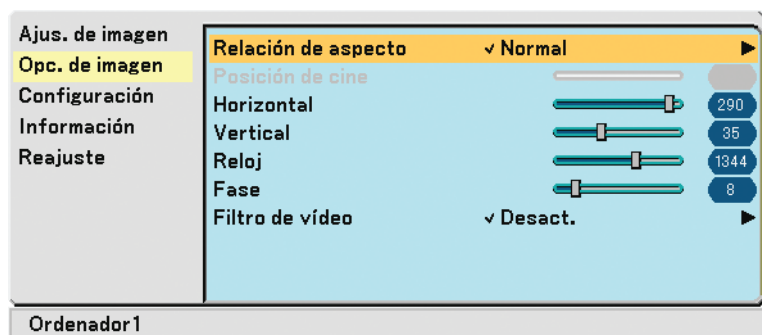 Ajus. de imagen
Opc. de imagen
Configuración
Información
Reajuste
Relación de aspecto ✓ Normal
Posición de cine
Horizontal 290
Vertical 35
Reloj 1344
Fase 8
Filtro de vídeo ✓ Desact.
Ordenador1